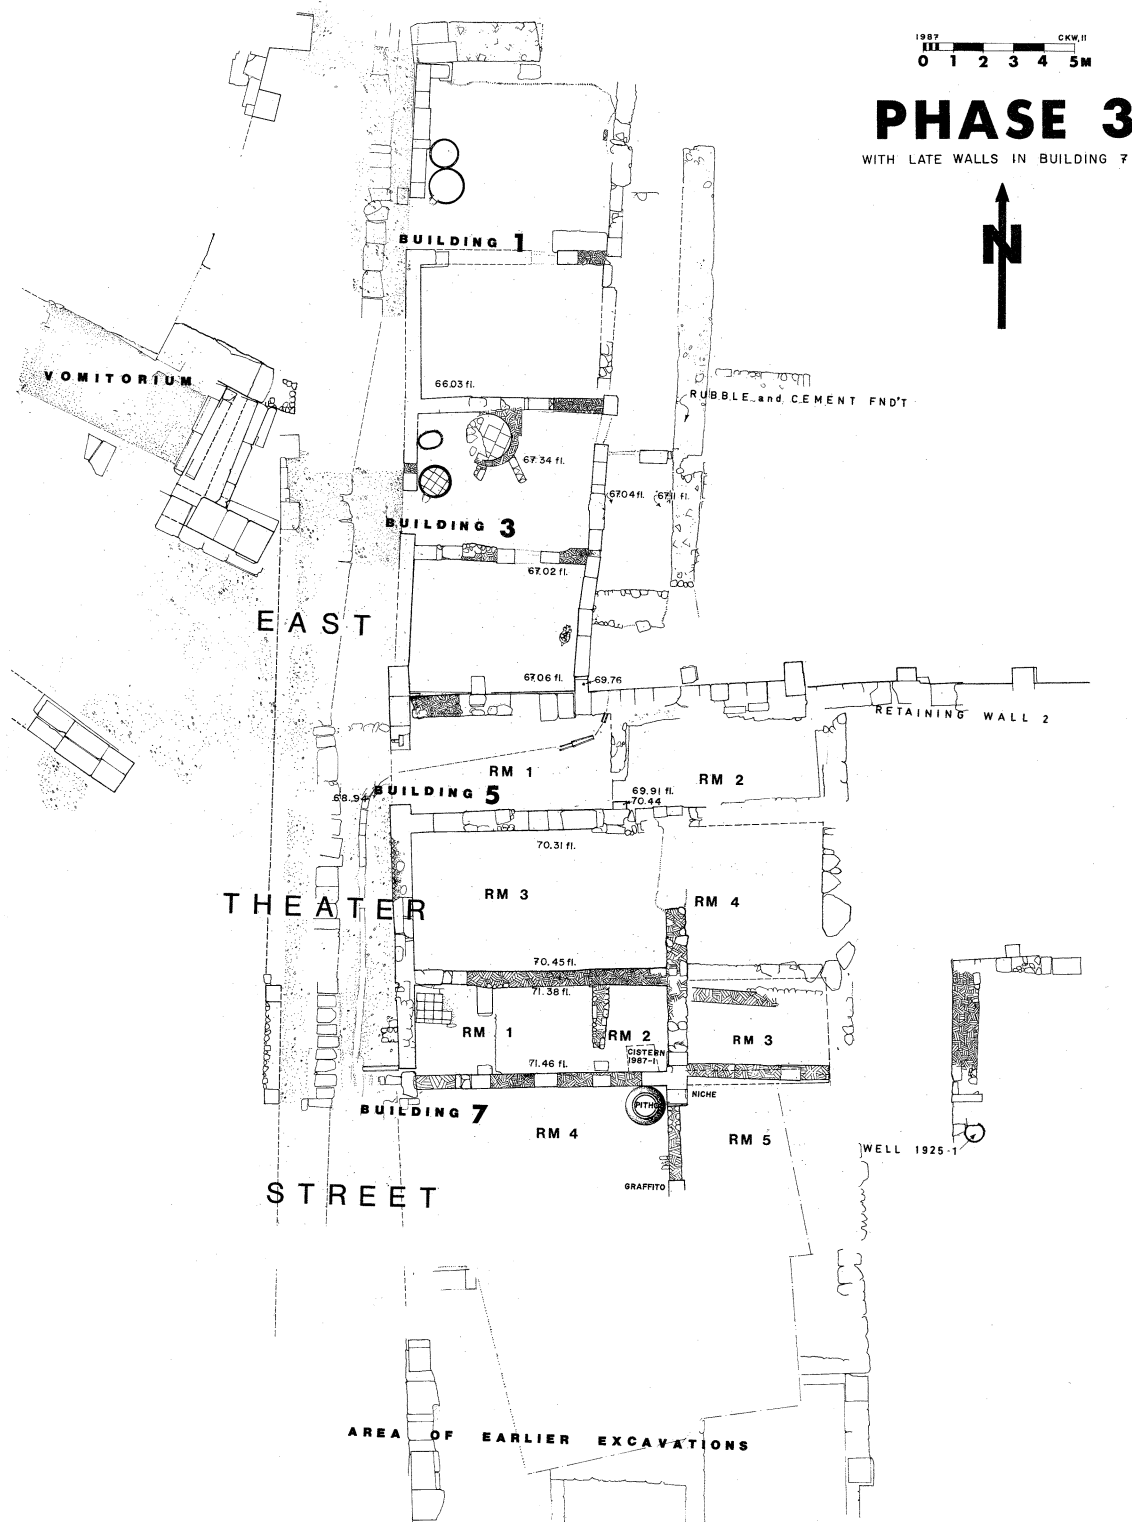 1987 CKW, II
0 1 2 3 4 5M
PHASE 3
WITH LATE WALLS IN BUILDING 7
N
BUILDING 1
VOMITORIUM
66.03 fl.
RUBBLE and CEMENT FND'T
67.34 fl.
67.04 fl. 67.11 fl.
BUILDING 3
67.02 fl.
EAST
67.06 fl. 69.76
RETAINING WALL 2
RM 1
RM 2
BUILDING 5
68.94
69.91 fl.
70.44
70.31 fl.
RM 3
RM 4
THEATER
70.45 fl.
71.38 fl.
RM 1
RM 2
RM 3
CISTERN
1987-1
71.46 fl.
NICHE
PITHOS
BUILDING 7
RM 4
RM 5
WELL 1925-1
GRAFFITO
STREET
AREA OF EARLIER EXCAVATIONS